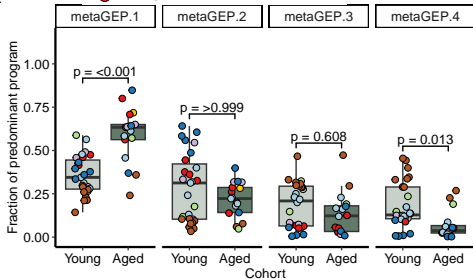 metaGEP.1 metaGEP.2 metaGEP.3 metaGEP.4
Fraction of predominant program
1.00
0.75
0.50
0.25
0.00
p = <0.001
p = >0.999
p = 0.608
p = 0.013
Young Aged Young Aged Young Aged Young Aged
Cohort